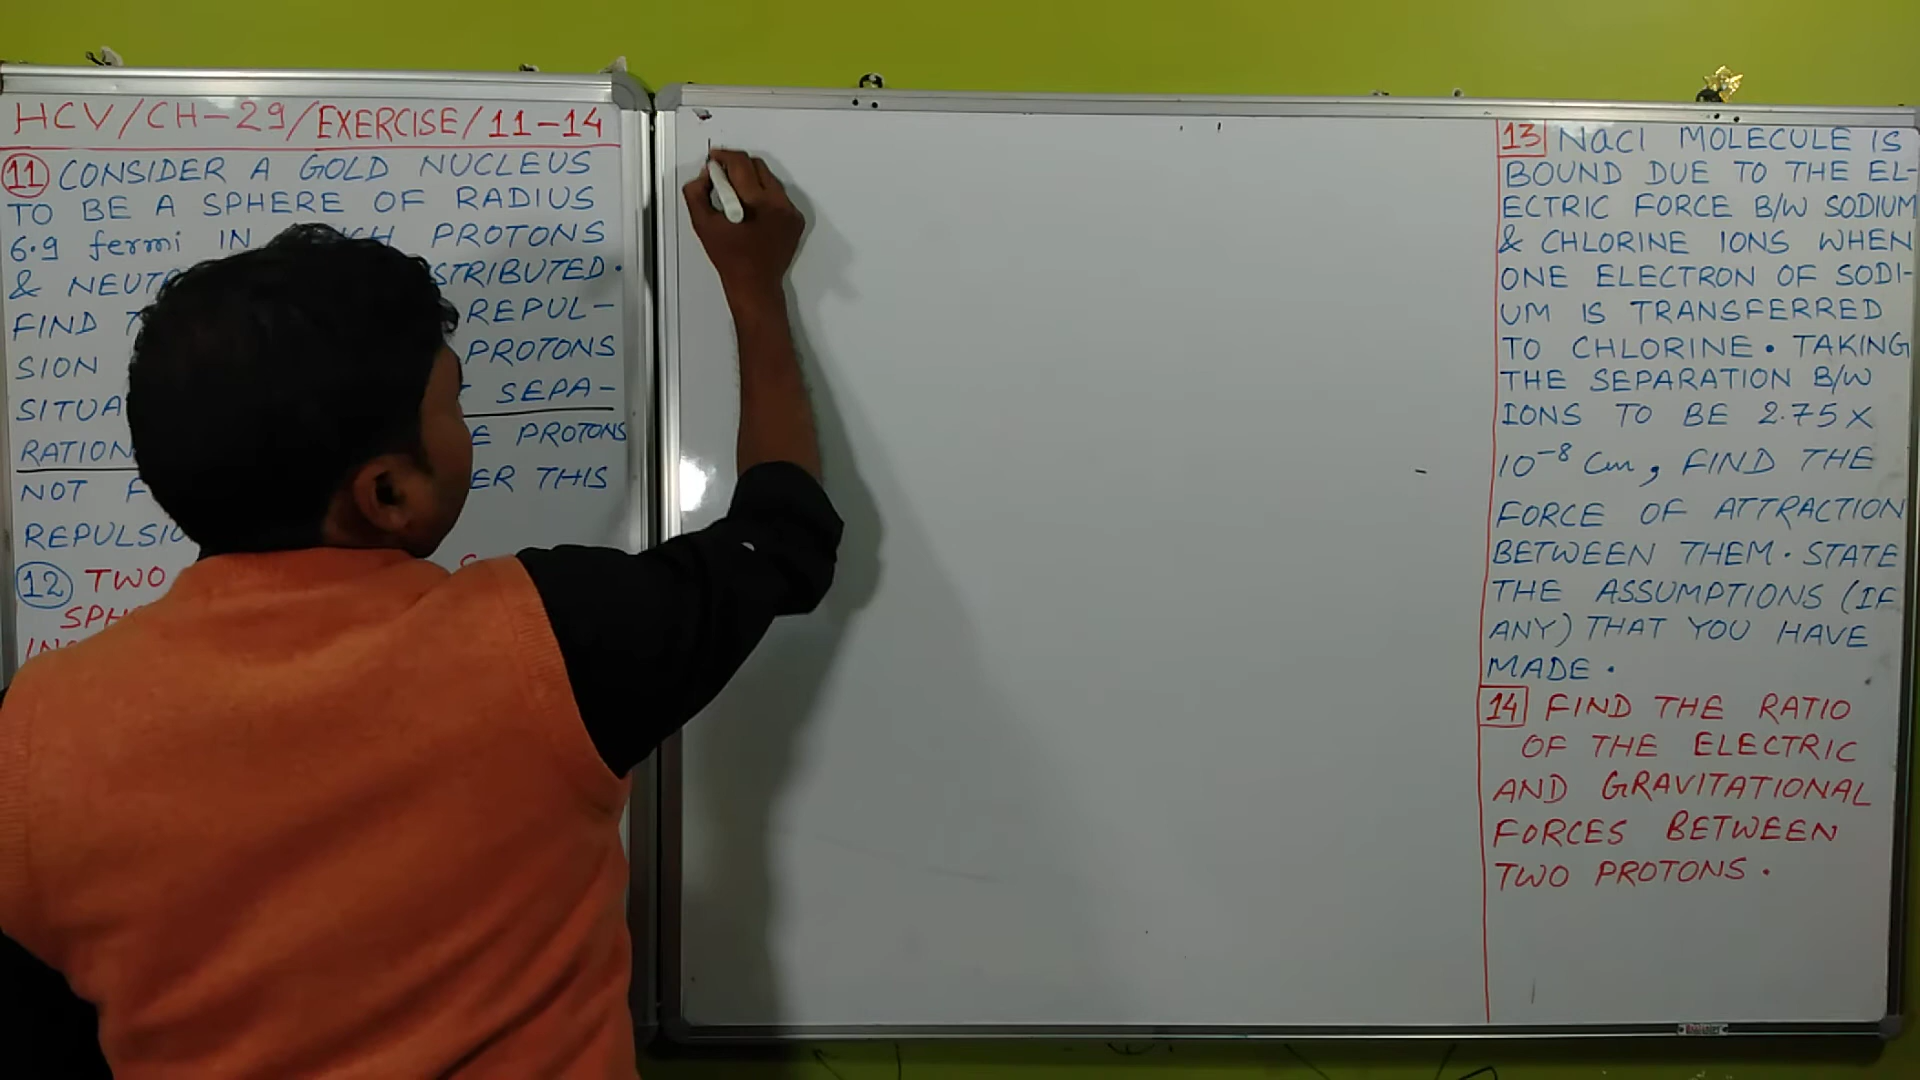 HCV/CH-29/EXERCISE/11-14
11 CONSIDER A GOLD NUCLEUS
TO BE A SPHERE OF RADIUS
6.9 fermi IN PROTONS
&
FIND REPUL-
SION PROTONS
SEPA-
RATION PROTONS
NOT THIS
12 TWO
13 NaCl MOLECULE IS
BOUND DUE TO THE EL-
ECTRIC FORCE B/W SODIUM
& CHLORINE IONS WHEN
ONE ELECTRON OF SODI-
UM IS TRANSFERRED
TO CHLORINE. TAKING
THE SEPARATION B/W
IONS TO BE 2.75 X
10⁻⁸ Cm, FIND THE
FORCE OF ATTRACTION
BETWEEN THEM. STATE
THE ASSUMPTIONS (IF
ANY) THAT YOU HAVE
MADE.
14 FIND THE RATIO
OF THE ELECTRIC
AND GRAVITATIONAL
FORCES BETWEEN
TWO PROTONS.